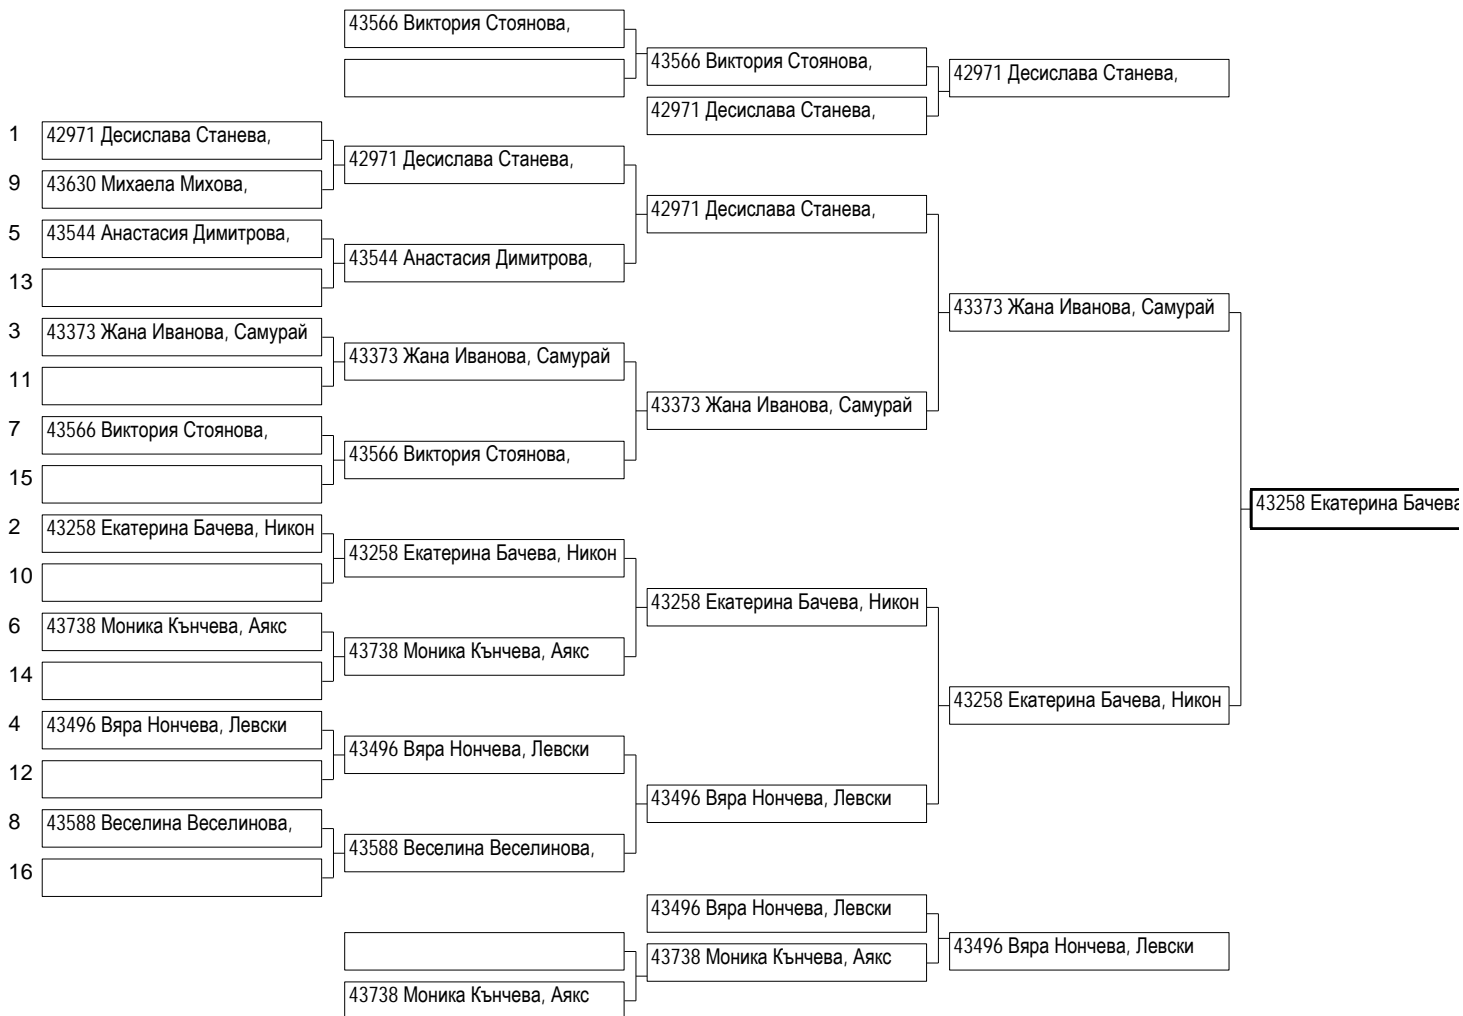 43566 Виктория Стоянова,
43566 Виктория Стоянова,
42971 Десислава Станева,
42971 Десислава Станева,
1 42971 Десислава Станева,
42971 Десислава Станева,
9 43630 Михаела Михова,
42971 Десислава Станева,
5 43544 Анастасия Димитрова,
43544 Анастасия Димитрова,
13
43373 Жана Иванова, Самурай
3 43373 Жана Иванова, Самурай
43373 Жана Иванова, Самурай
11
43373 Жана Иванова, Самурай
7 43566 Виктория Стоянова,
43566 Виктория Стоянова,
15
43258 Екатерина Бачева
2 43258 Екатерина Бачева, Никон
43258 Екатерина Бачева, Никон
10
43258 Екатерина Бачева, Никон
6 43738 Моника Кънчева, Аякс
43738 Моника Кънчева, Аякс
14
43258 Екатерина Бачева, Никон
4 43496 Вяра Нончева, Левски
43496 Вяра Нончева, Левски
12
43496 Вяра Нончева, Левски
8 43588 Веселина Веселинова,
43588 Веселина Веселинова,
16
43496 Вяра Нончева, Левски
43738 Моника Кънчева, Аякс
43496 Вяра Нончева, Левски
43738 Моника Кънчева, Аякс